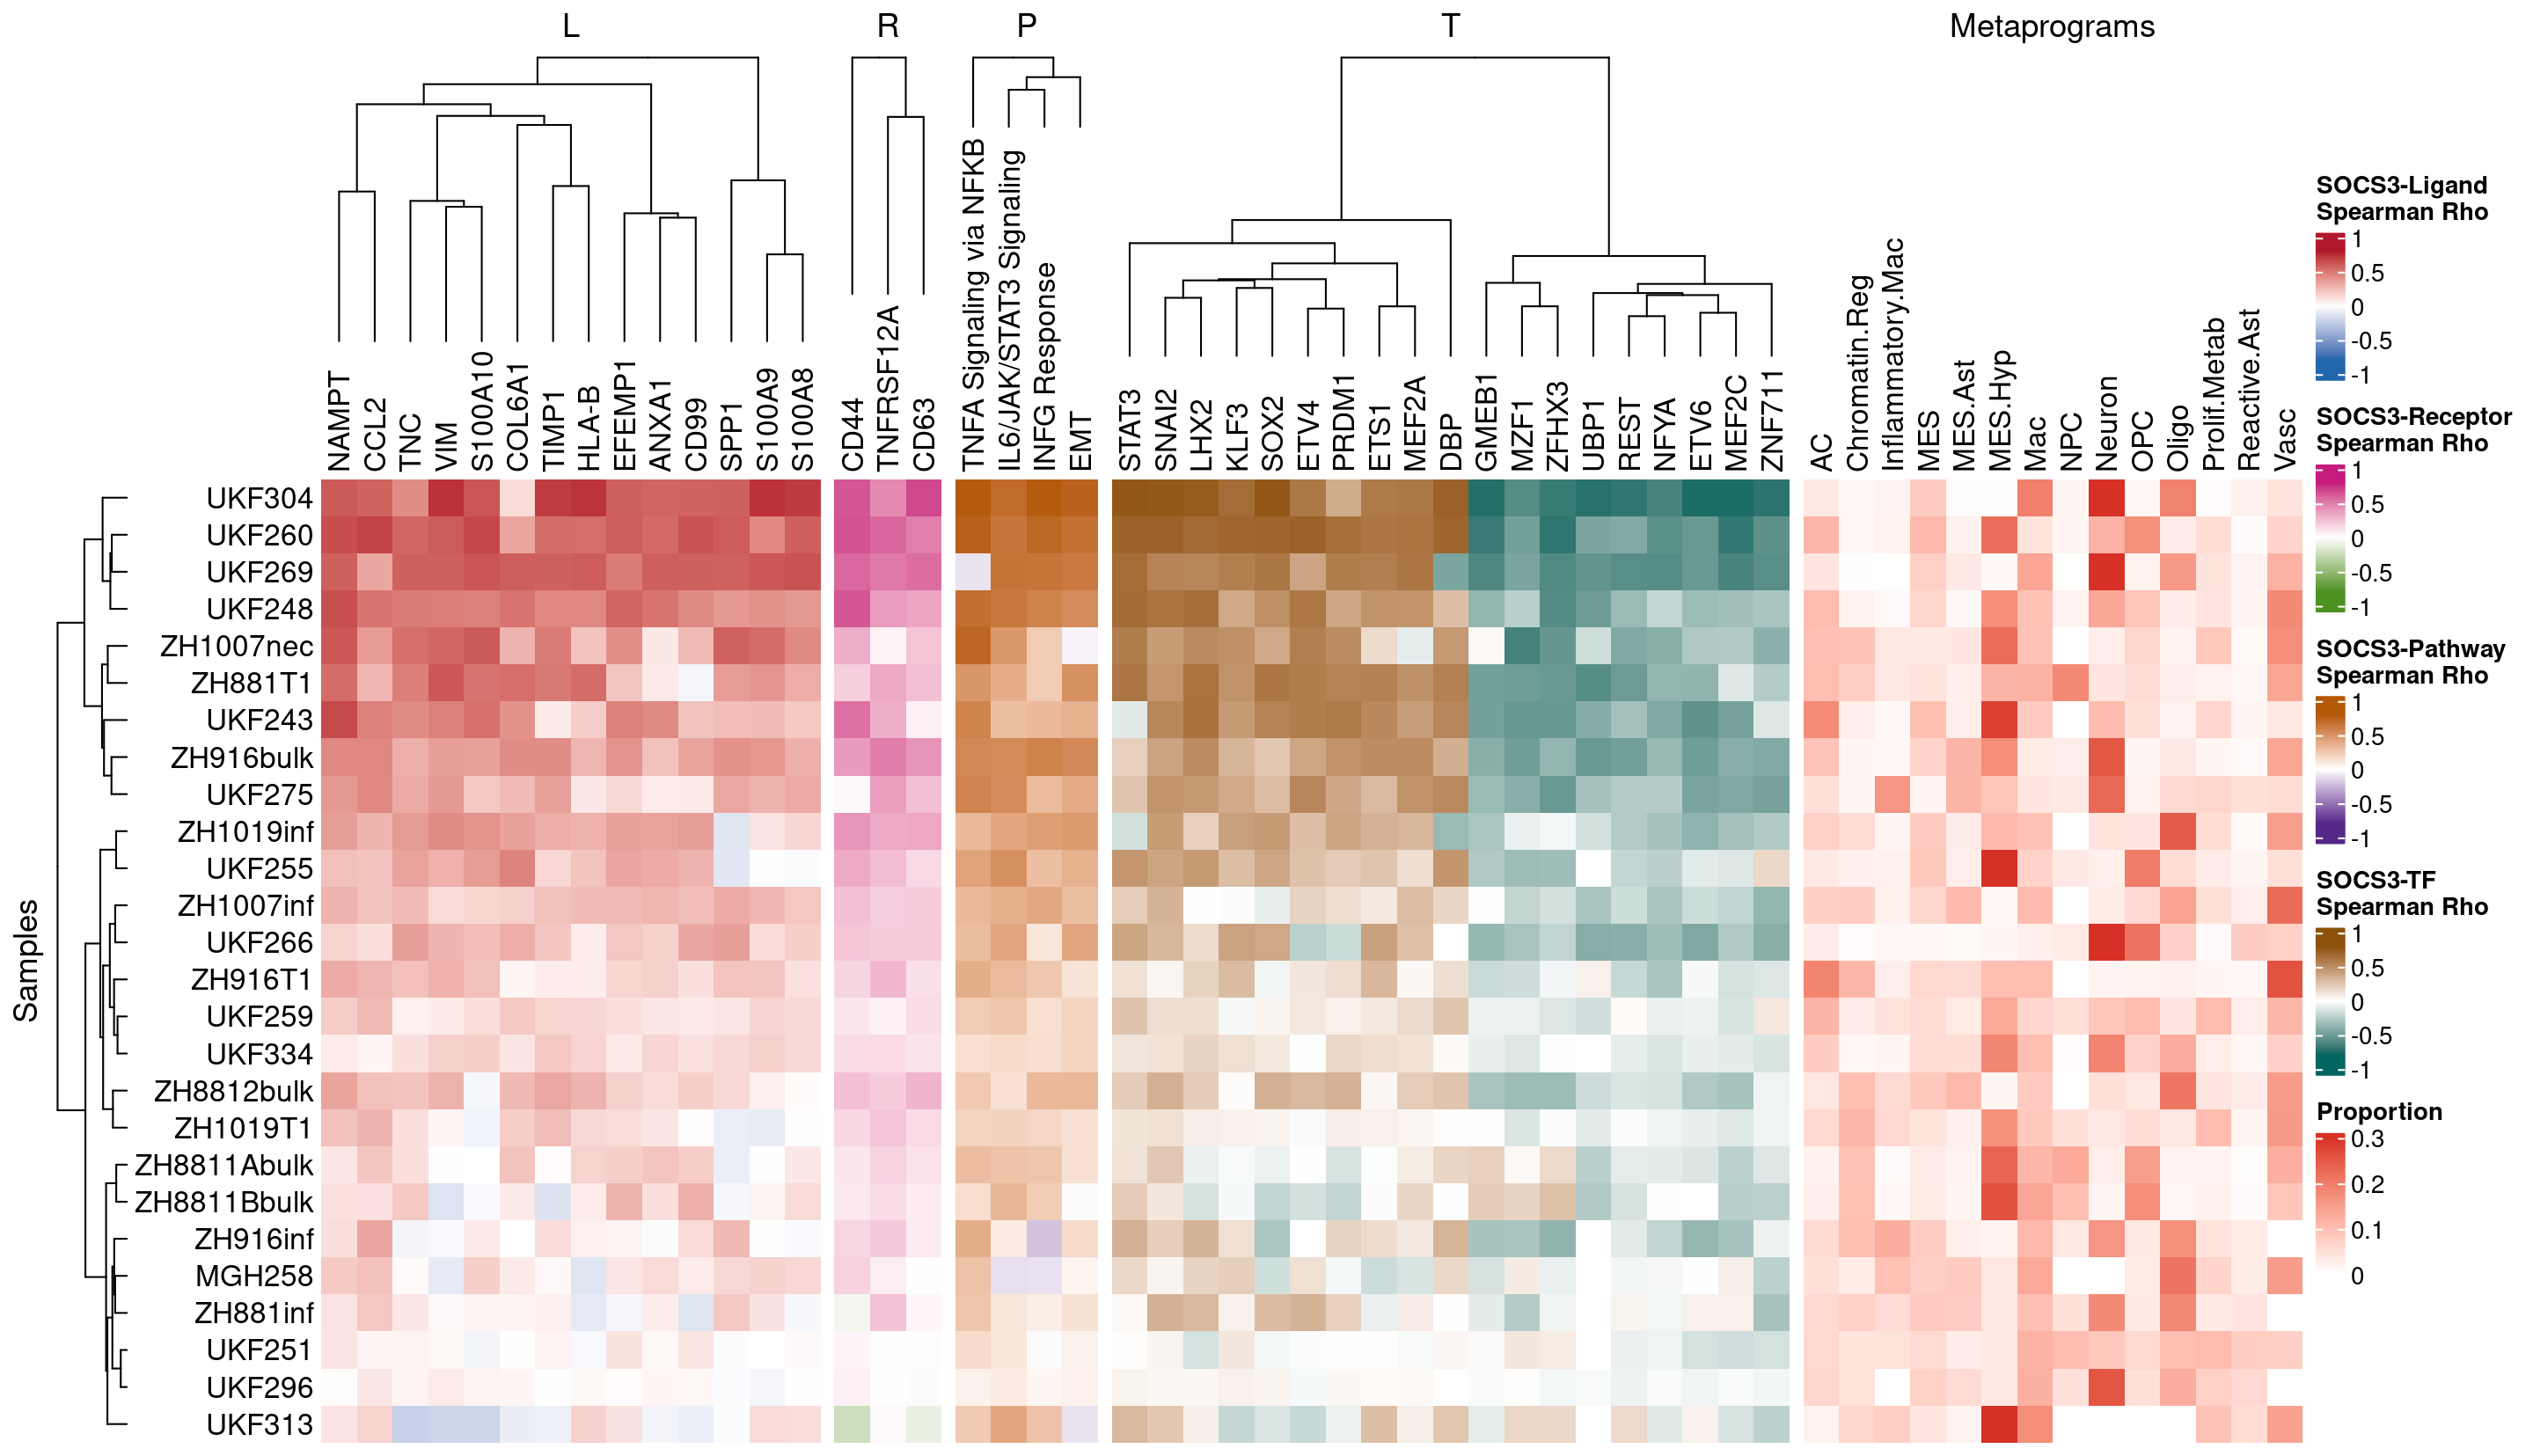 L R P T Metaprograms
NAMPT
CCL2
TNC
VIM
S100A10
COL6A1
TIMP1
HLA-B
EFEMP1
ANXA1
CD99
SPP1
S100A9
S100A8
CD44
TNFRSF12A
CD63
TNFA Signaling via NFKB
IL6/JAK/STAT3 Signaling
INFG Response
EMT
STAT3
SNAI2
LHX2
KLF3
SOX2
ETV4
PRDM1
ETS1
MEF2A
DBP
GMEB1
MZF1
ZFHX3
UBP1
REST
NFYA
ETV6
MEF2C
ZNF711
AC
Chromatin.Reg
Inflammatory.Mac
MES
MES.Ast
MES.Hyp
Mac
NPC
Neuron
OPC
Oligo
Prolif.Metab
Reactive.Ast
Vasc
Samples
UKF304
UKF260
UKF269
UKF248
ZH1007nec
ZH881T1
UKF243
ZH916bulk
UKF275
ZH1019inf
UKF255
ZH1007inf
UKF266
ZH916T1
UKF259
UKF334
ZH8812bulk
ZH1019T1
ZH8811Abulk
ZH8811Bbulk
ZH916inf
MGH258
ZH881inf
UKF251
UKF296
UKF313
SOCS3-Ligand
Spearman Rho
1
0.5
0
-0.5
-1
SOCS3-Receptor
Spearman Rho
1
0.5
0
-0.5
-1
SOCS3-Pathway
Spearman Rho
1
0.5
0
-0.5
-1
SOCS3-TF
Spearman Rho
1
0.5
0
-0.5
-1
Proportion
0.3
0.2
0.1
0